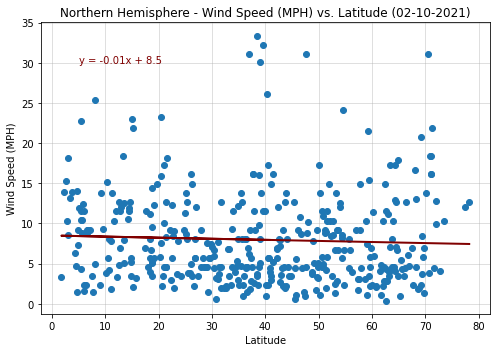 Northern Hemisphere - Wind Speed (MPH) vs. Latitude (02-10-2021)
35
y = -0.01x + 8.5
30
25
20
15
10
5
0
Wind Speed (MPH)
0 10 20 30 40 50 60 70 80
Latitude